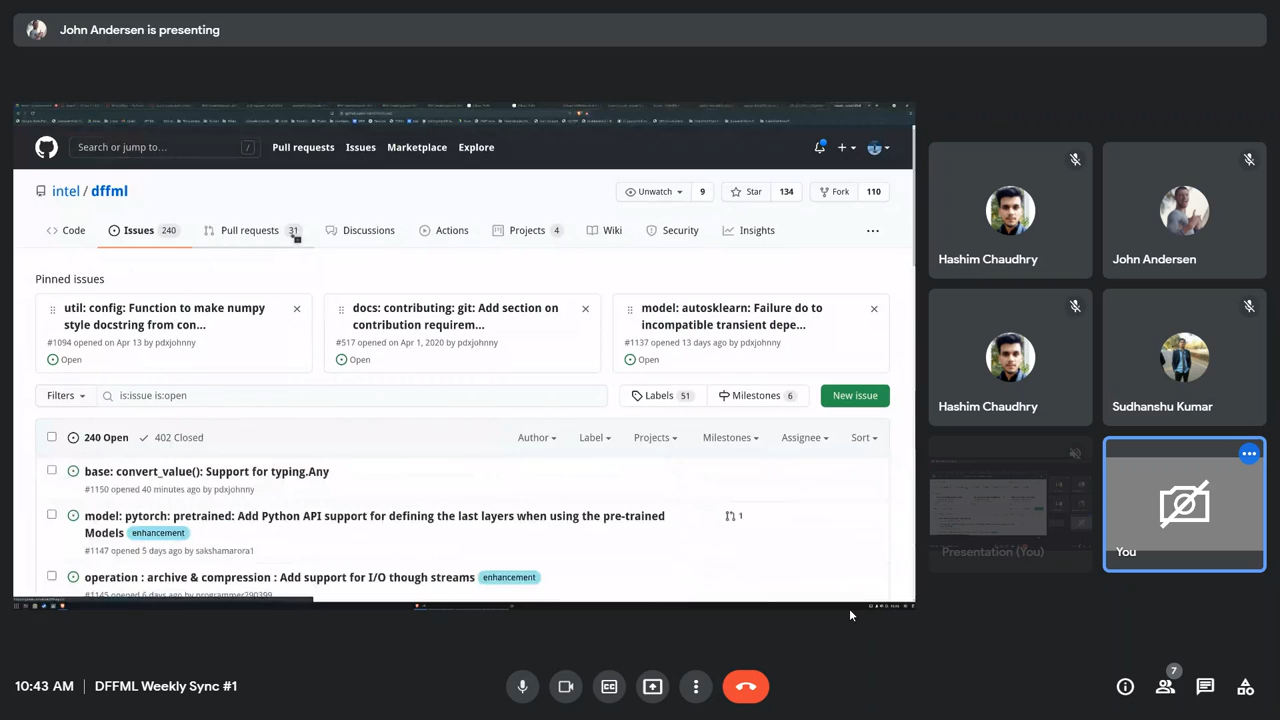 John Andersen is presenting
Search or jump to...
/
Pull requests
Issues
Marketplace
Explore
intel / dffml
Unwatch 9
Star 134
Fork 110
Code
Issues 240
Pull requests 31
Discussions
Actions
Projects 4
Wiki
Security
Insights
Pinned issues
util: config: Function to make numpy
style docstring from con...
#1094 opened on Apr 13 by pdxjohnny
Open
docs: contributing: git: Add section on
contribution requirem...
#517 opened on Apr 1, 2020 by pdxjohnny
Open
model: autosklearn: Failure do to
incompatible transient depe...
#1137 opened 13 days ago by pdxjohnny
Open
Filters
is:issue is:open
Labels 51
Milestones 6
New issue
240 Open
402 Closed
Author
Label
Projects
Milestones
Assignee
Sort
base: convert_value(): Support for typing.Any
#1150 opened 40 minutes ago by pdxjohnny
model: pytorch: pretrained: Add Python API support for defining the last layers when using the pre-trained
Models enhancement
#1147 opened 5 days ago by sakshamarora1
1
operation : archive & compression : Add support for I/O though streams enhancement
#1145 opened 6 days ago by programmer290399
Hashim Chaudhry
John Andersen
Hashim Chaudhry
Sudhanshu Kumar
Presentation (You)
You
10:43 AM
DFFML Weekly Sync #1
7